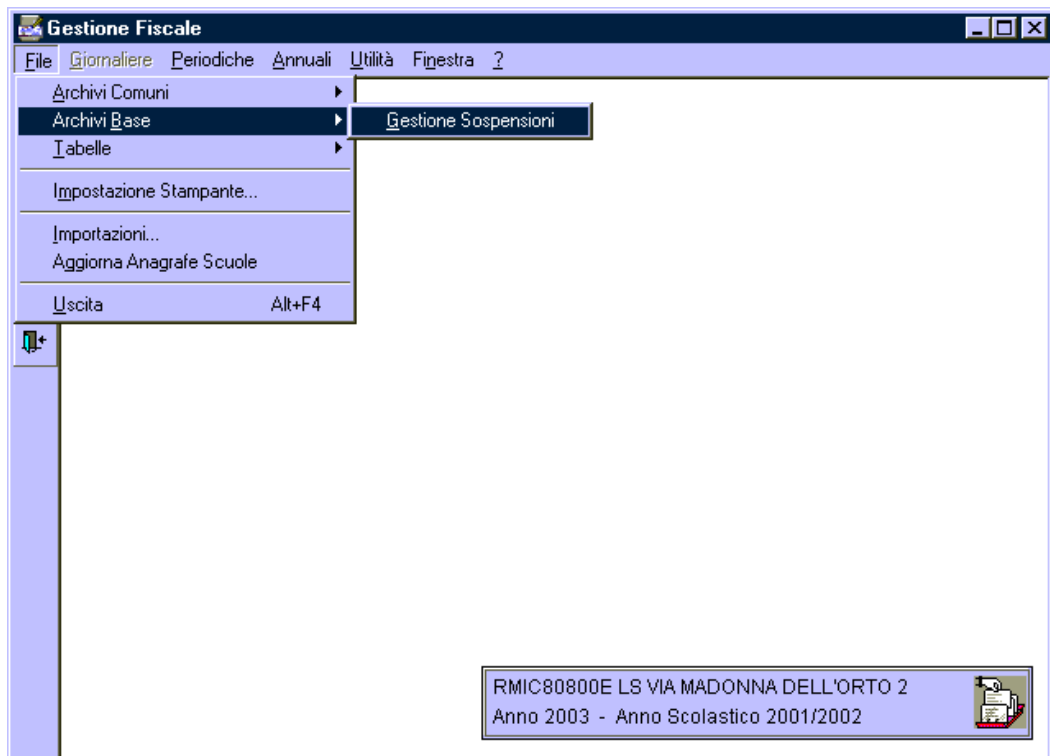 Gestione Fiscale
File Giornaliere Periodiche Annuali Utilità Finestra ?
Archivi Comuni
Archivi Base
Gestione Sospensioni
Tabelle
Impostazione Stampante...
Importazioni...
Aggiorna Anagrafe Scuole
Uscita Alt+F4
RMIC80800E LS VIA MADONNA DELL'ORTO 2
Anno 2003 - Anno Scolastico 2001/2002